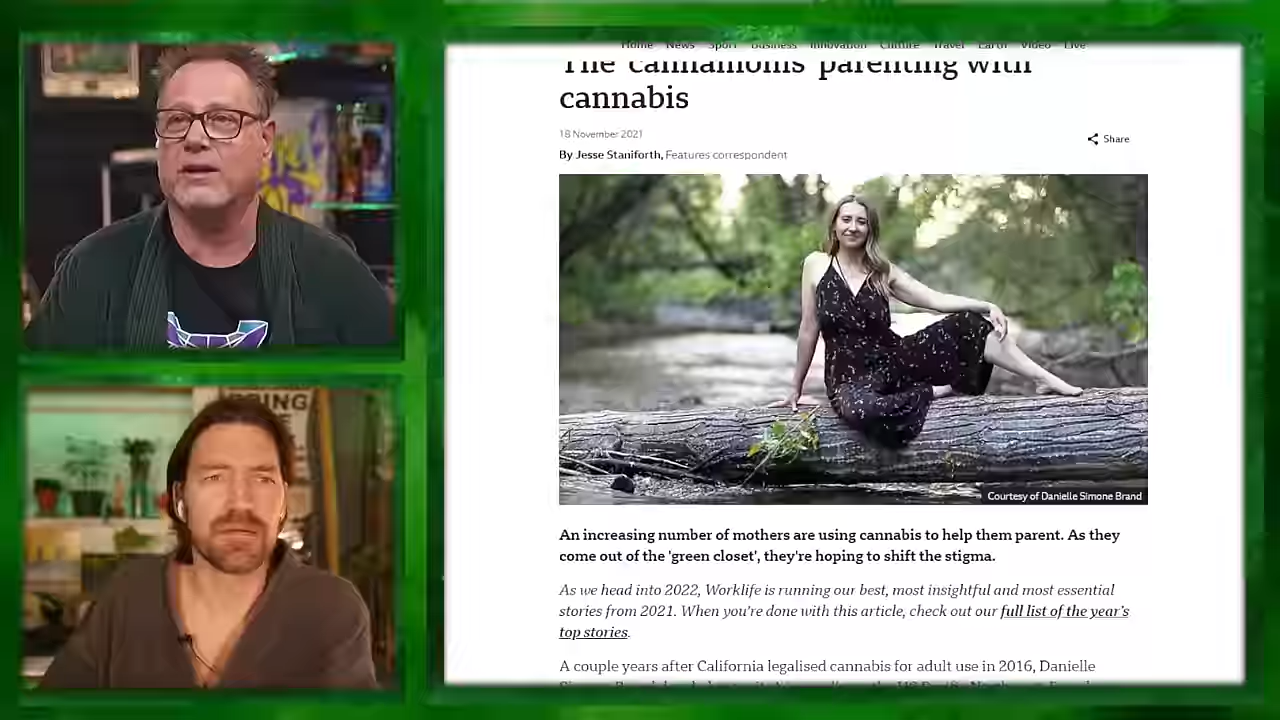 Home News Sport Business Innovation Culture Travel Earth Video Live
The 'cannamoms' parenting with
cannabis
18 November 2021
Share
By Jesse Staniforth, Features correspondent
Courtesy of Danielle Simone Brand
An increasing number of mothers are using cannabis to help them parent. As they
come out of the 'green closet', they're hoping to shift the stigma.
As we head into 2022, Worklife is running our best, most insightful and most essential
stories from 2021. When you're done with this article, check out our full list of the year's
top stories.
A couple years after California legalised cannabis for adult use in 2016, Danielle